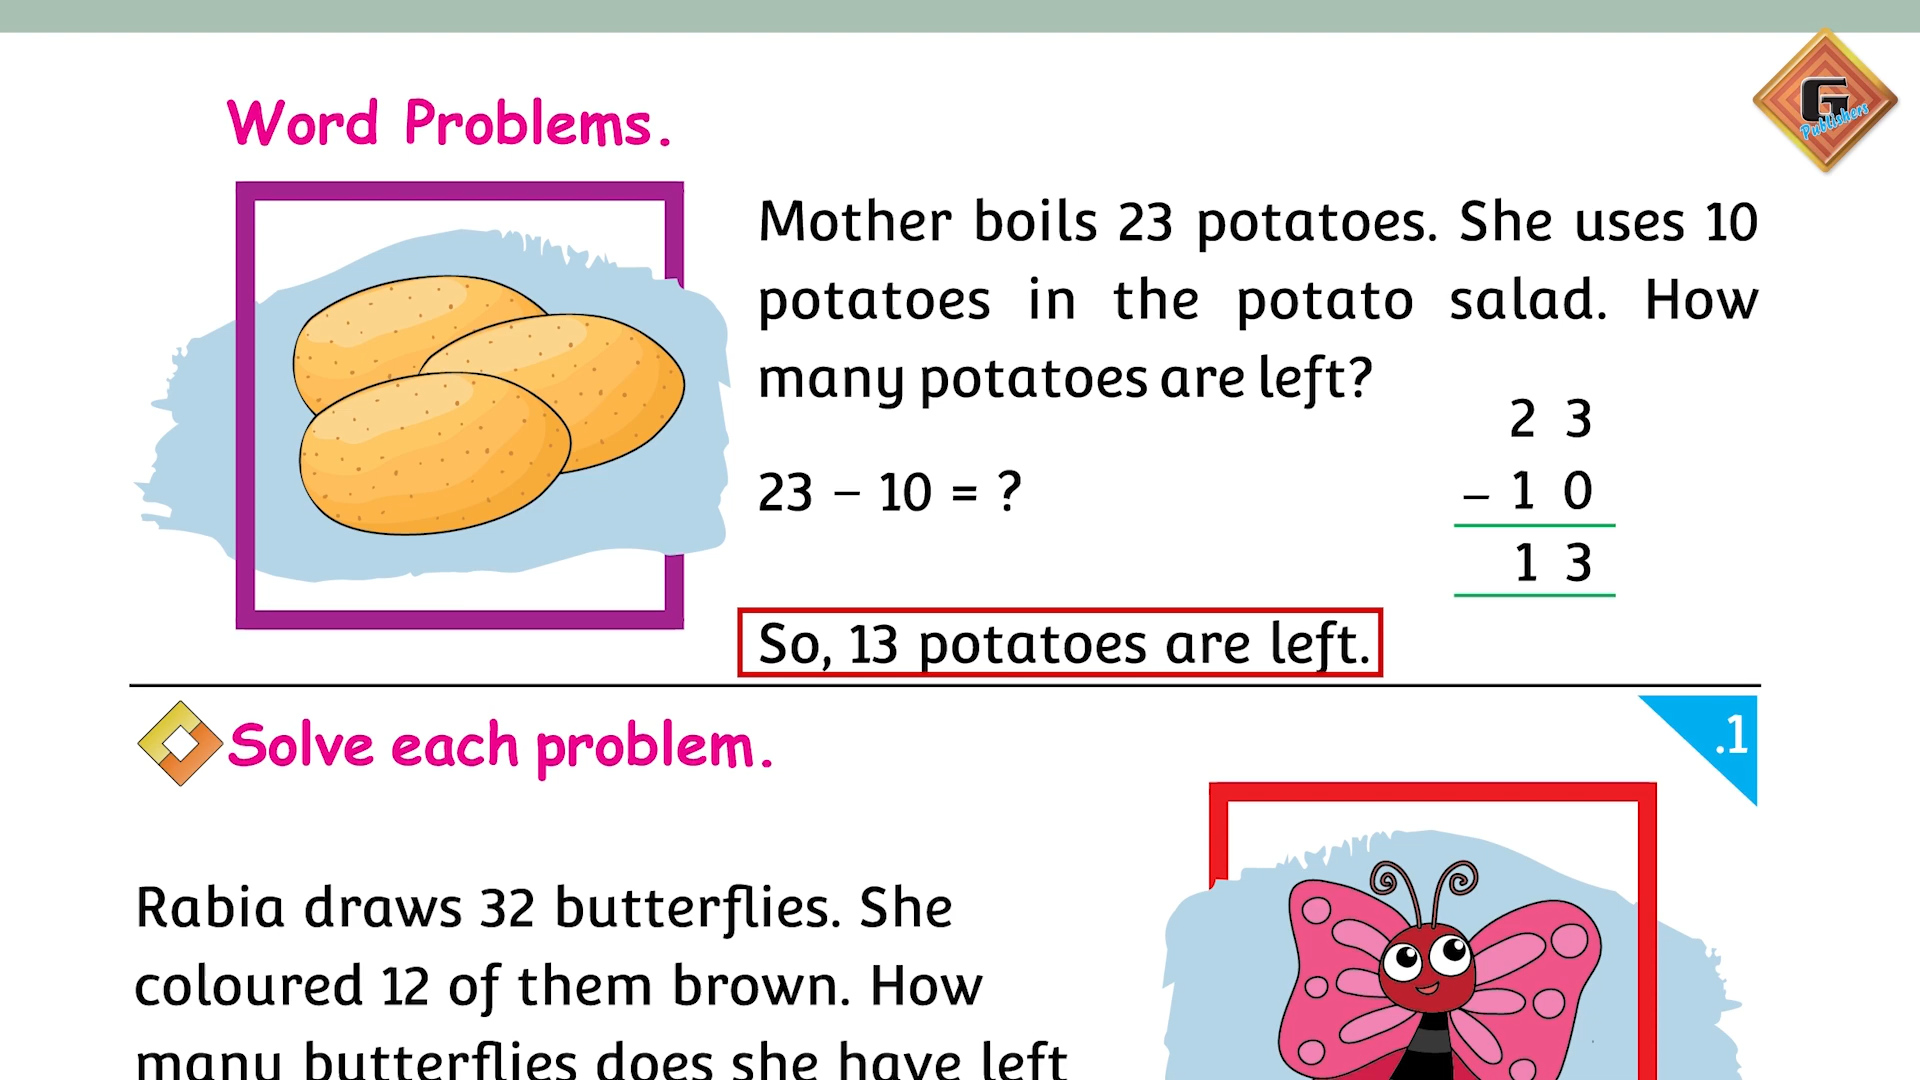 G
Publishers
Word Problems.
Mother boils 23 potatoes. She uses 10
potatoes in the potato salad. How
many potatoes are left?
23 – 10 = ?
2 3
– 1 0
1 3
So, 13 potatoes are left.
Solve each problem.
.1
Rabia draws 32 butterflies. She
coloured 12 of them brown. How
many butterflies does she have left